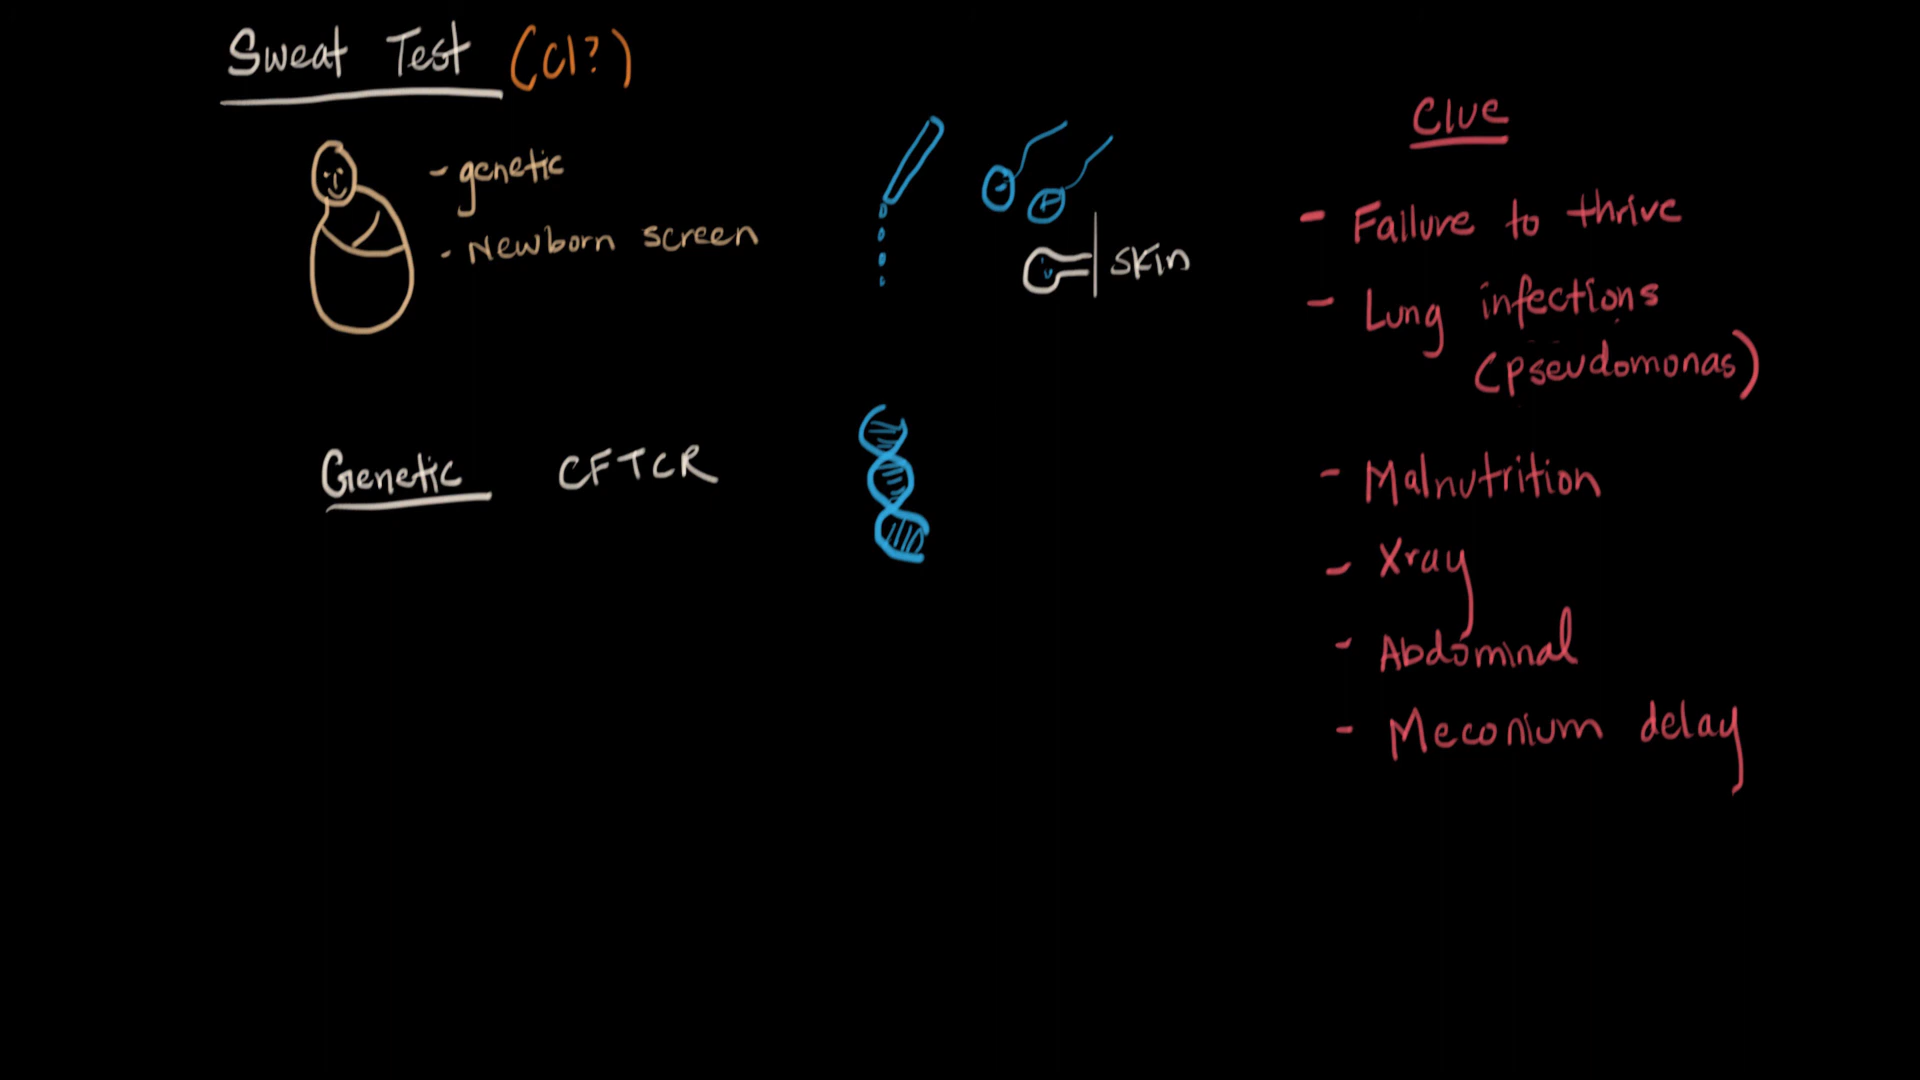 Sweat Test (Cl?)
- genetic
- Newborn screen
- +
skin
Genetic CFTCR
Clue
- Failure to thrive
- Lung infections
(pseudomonas)
- Malnutrition
- Xray
- Abdominal
- Meconium delay